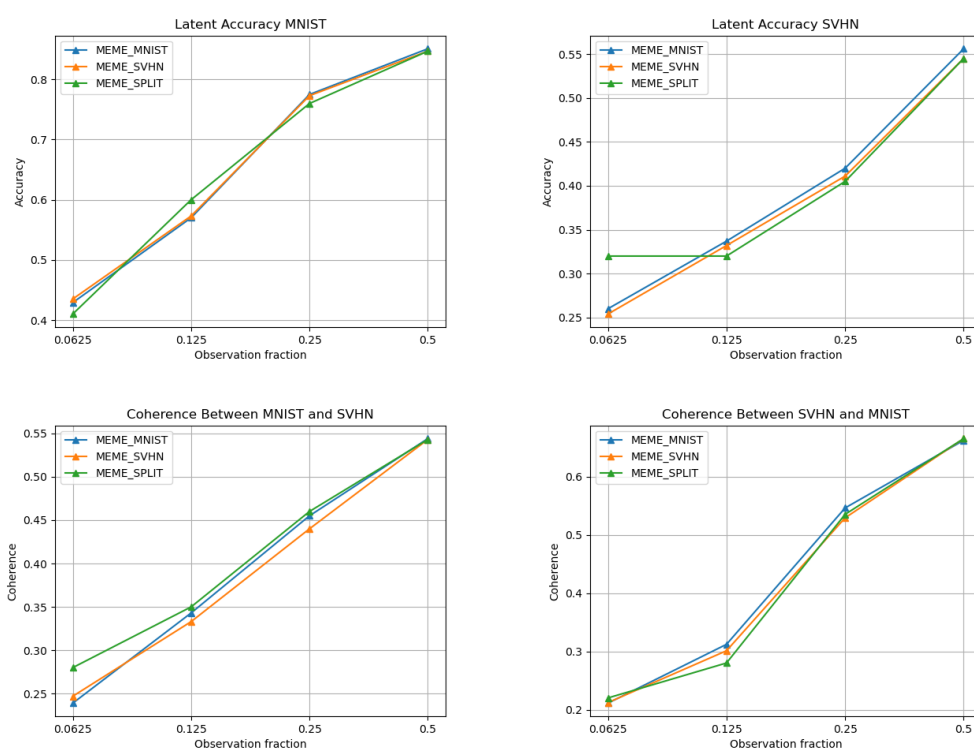 Latent Accuracy MNIST
MEME_MNIST
MEME_SVHN
MEME_SPLIT
0.8
0.7
0.6
0.5
0.4
Accuracy
0.0625 0.125 0.25 0.5
Observation fraction
Latent Accuracy SVHN
MEME_MNIST
MEME_SVHN
MEME_SPLIT
0.55
0.50
0.45
0.40
0.35
0.30
0.25
Accuracy
0.0625 0.125 0.25 0.5
Observation fraction
Coherence Between MNIST and SVHN
MEME_MNIST
MEME_SVHN
MEME_SPLIT
0.55
0.50
0.45
0.40
0.35
0.30
0.25
Coherence
0.0625 0.125 0.25 0.5
Observation fraction
Coherence Between SVHN and MNIST
MEME_MNIST
MEME_SVHN
MEME_SPLIT
0.6
0.5
0.4
0.3
0.2
Coherence
0.0625 0.125 0.25 0.5
Observation fraction